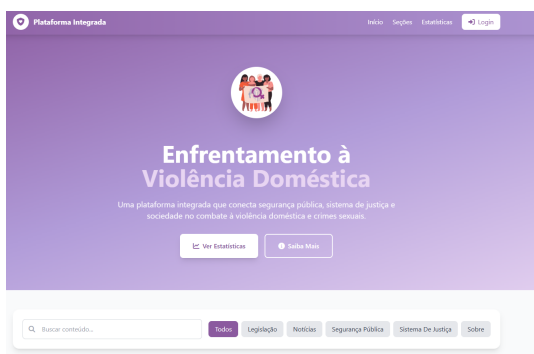 Plataforma Integrada
Início Seções Estatísticas Login
Enfrentamento à
Violência Doméstica
Uma plataforma integrada que conecta segurança pública, sistema de justiça e
sociedade no combate à violência doméstica e crimes sexuais.
Ver Estatísticas Saiba Mais
Buscar conteúdo... Todos Legislação Notícias Segurança Pública Sistema De Justiça Sobre